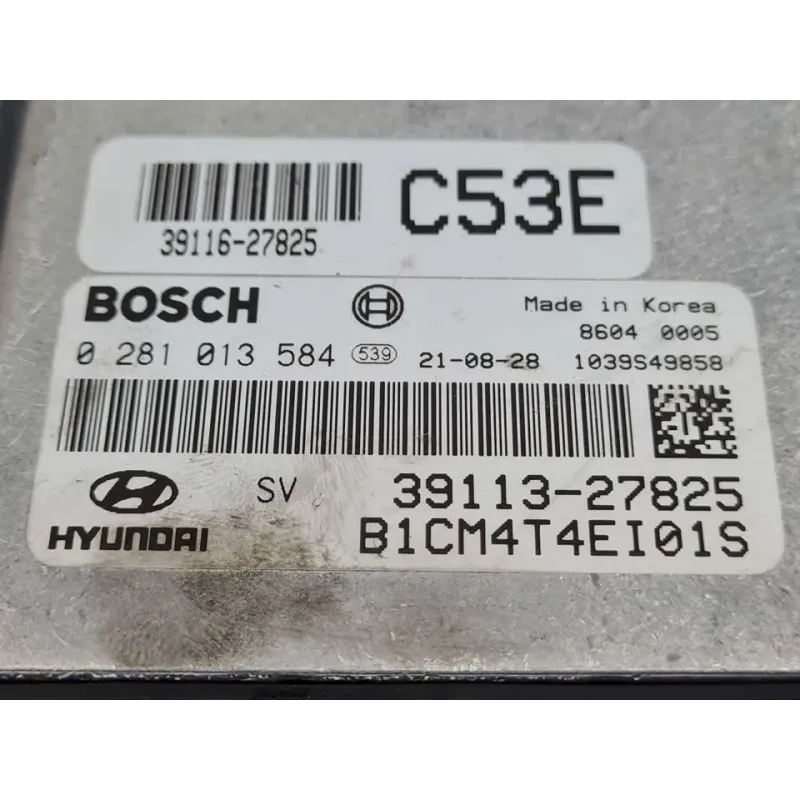 C53E
39116-27825
BOSCH
Made in Korea
8604 0005
0 281 013 584 539 21-08-28 1039S49858
SV 39113-27825
HYUNDAI B1CM4T4EI01S